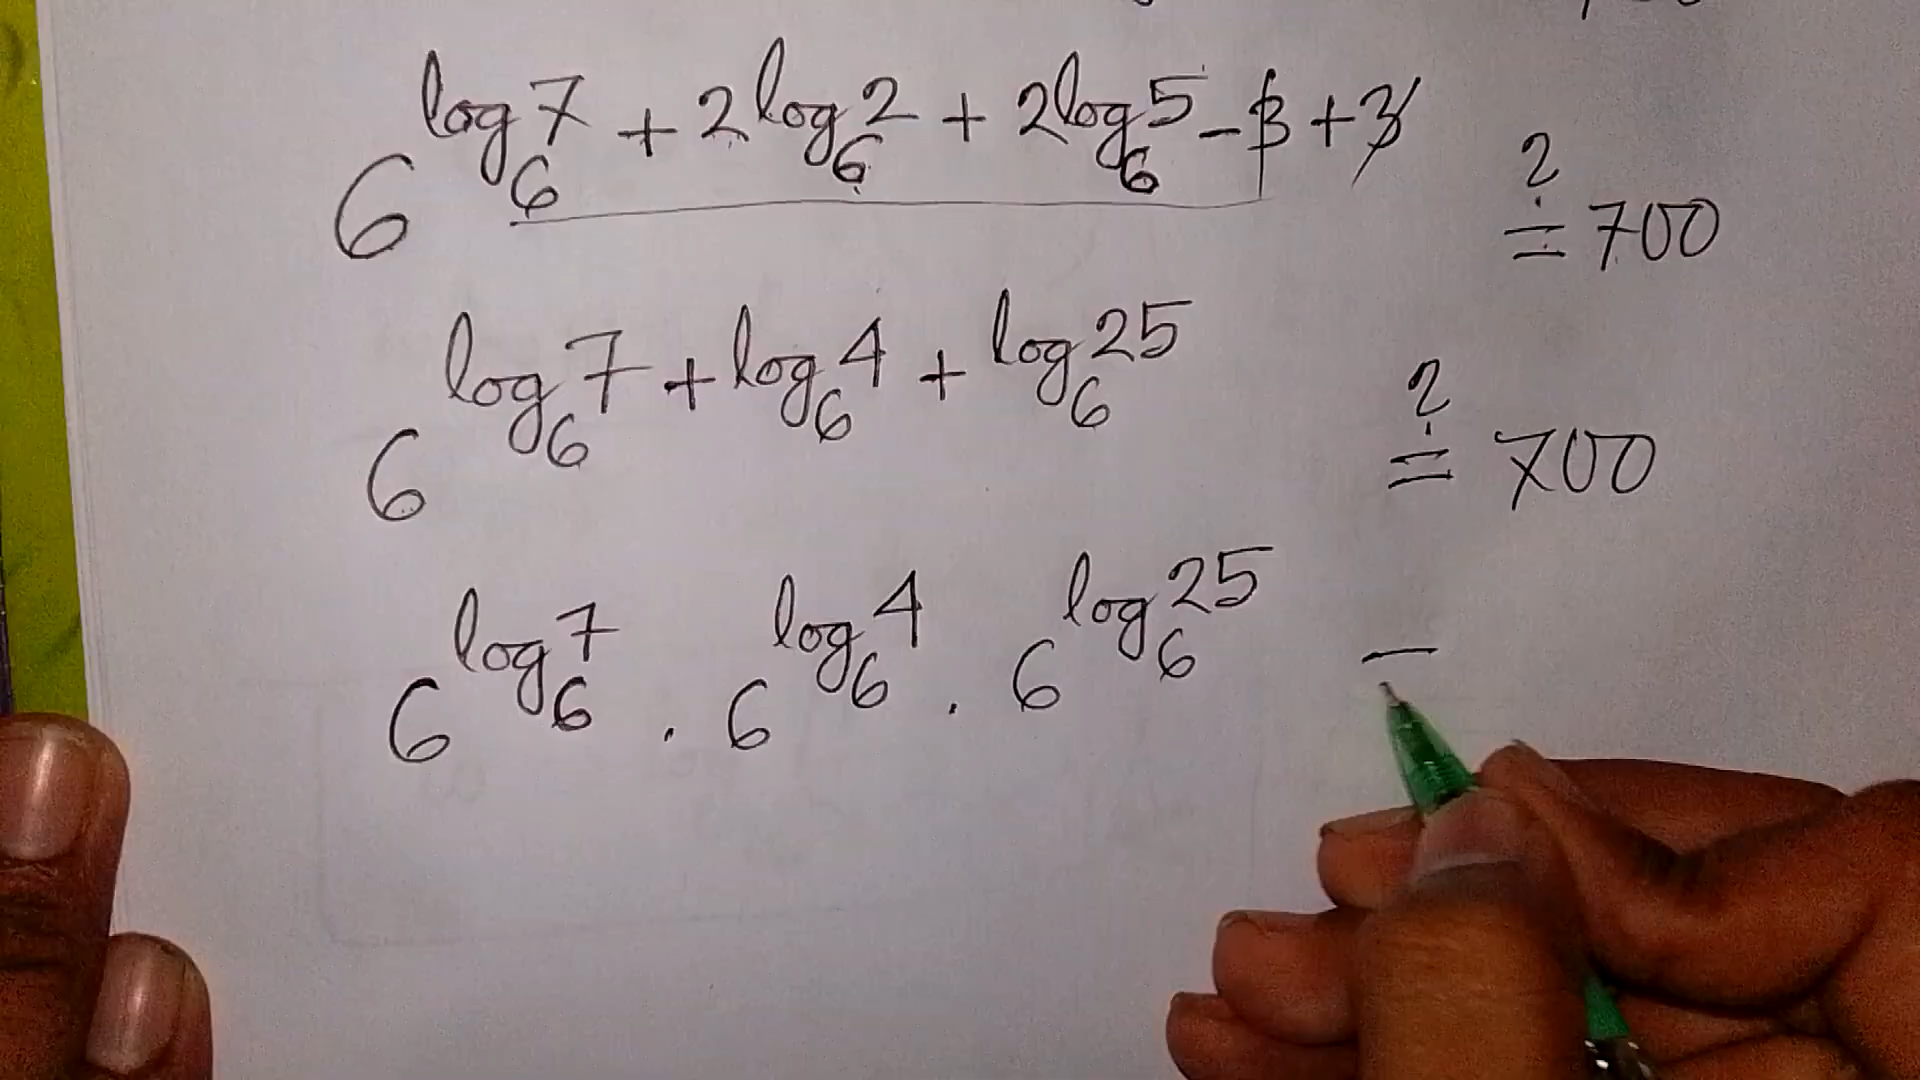 6^{log_6 7 + 2log_6 2 + 2log_6 5 - 3 + 3} ≟ 700
6^{log_6 7 + log_6 4 + log_6 25} ≟ 700
6^{log_6 7} . 6^{log_6 4} . 6^{log_6 25} –